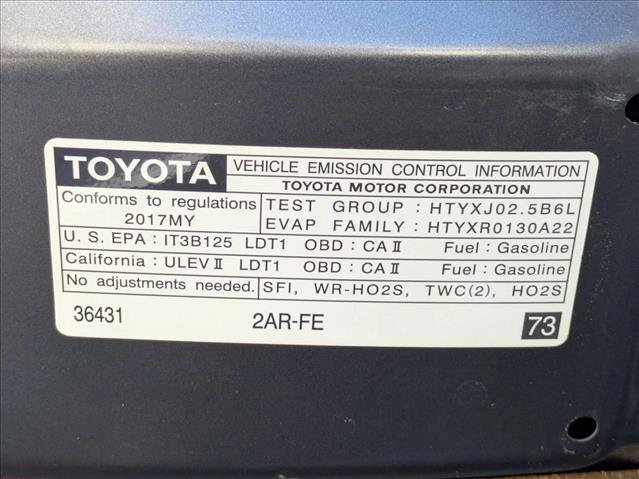 TOYOTA VEHICLE EMISSION CONTROL INFORMATION
TOYOTA MOTOR CORPORATION
Conforms to regulations
2017MY
TEST GROUP : HTYXJ02.5B6L
EVAP FAMILY : HTYXR0130A22
U. S. EPA : IT3B125 LDT1 OBD : CA II Fuel : Gasoline
California : ULEV II LDT1 OBD : CA II Fuel : Gasoline
No adjustments needed. SFI, WR-HO2S, TWC(2), HO2S
36431 2AR-FE 73